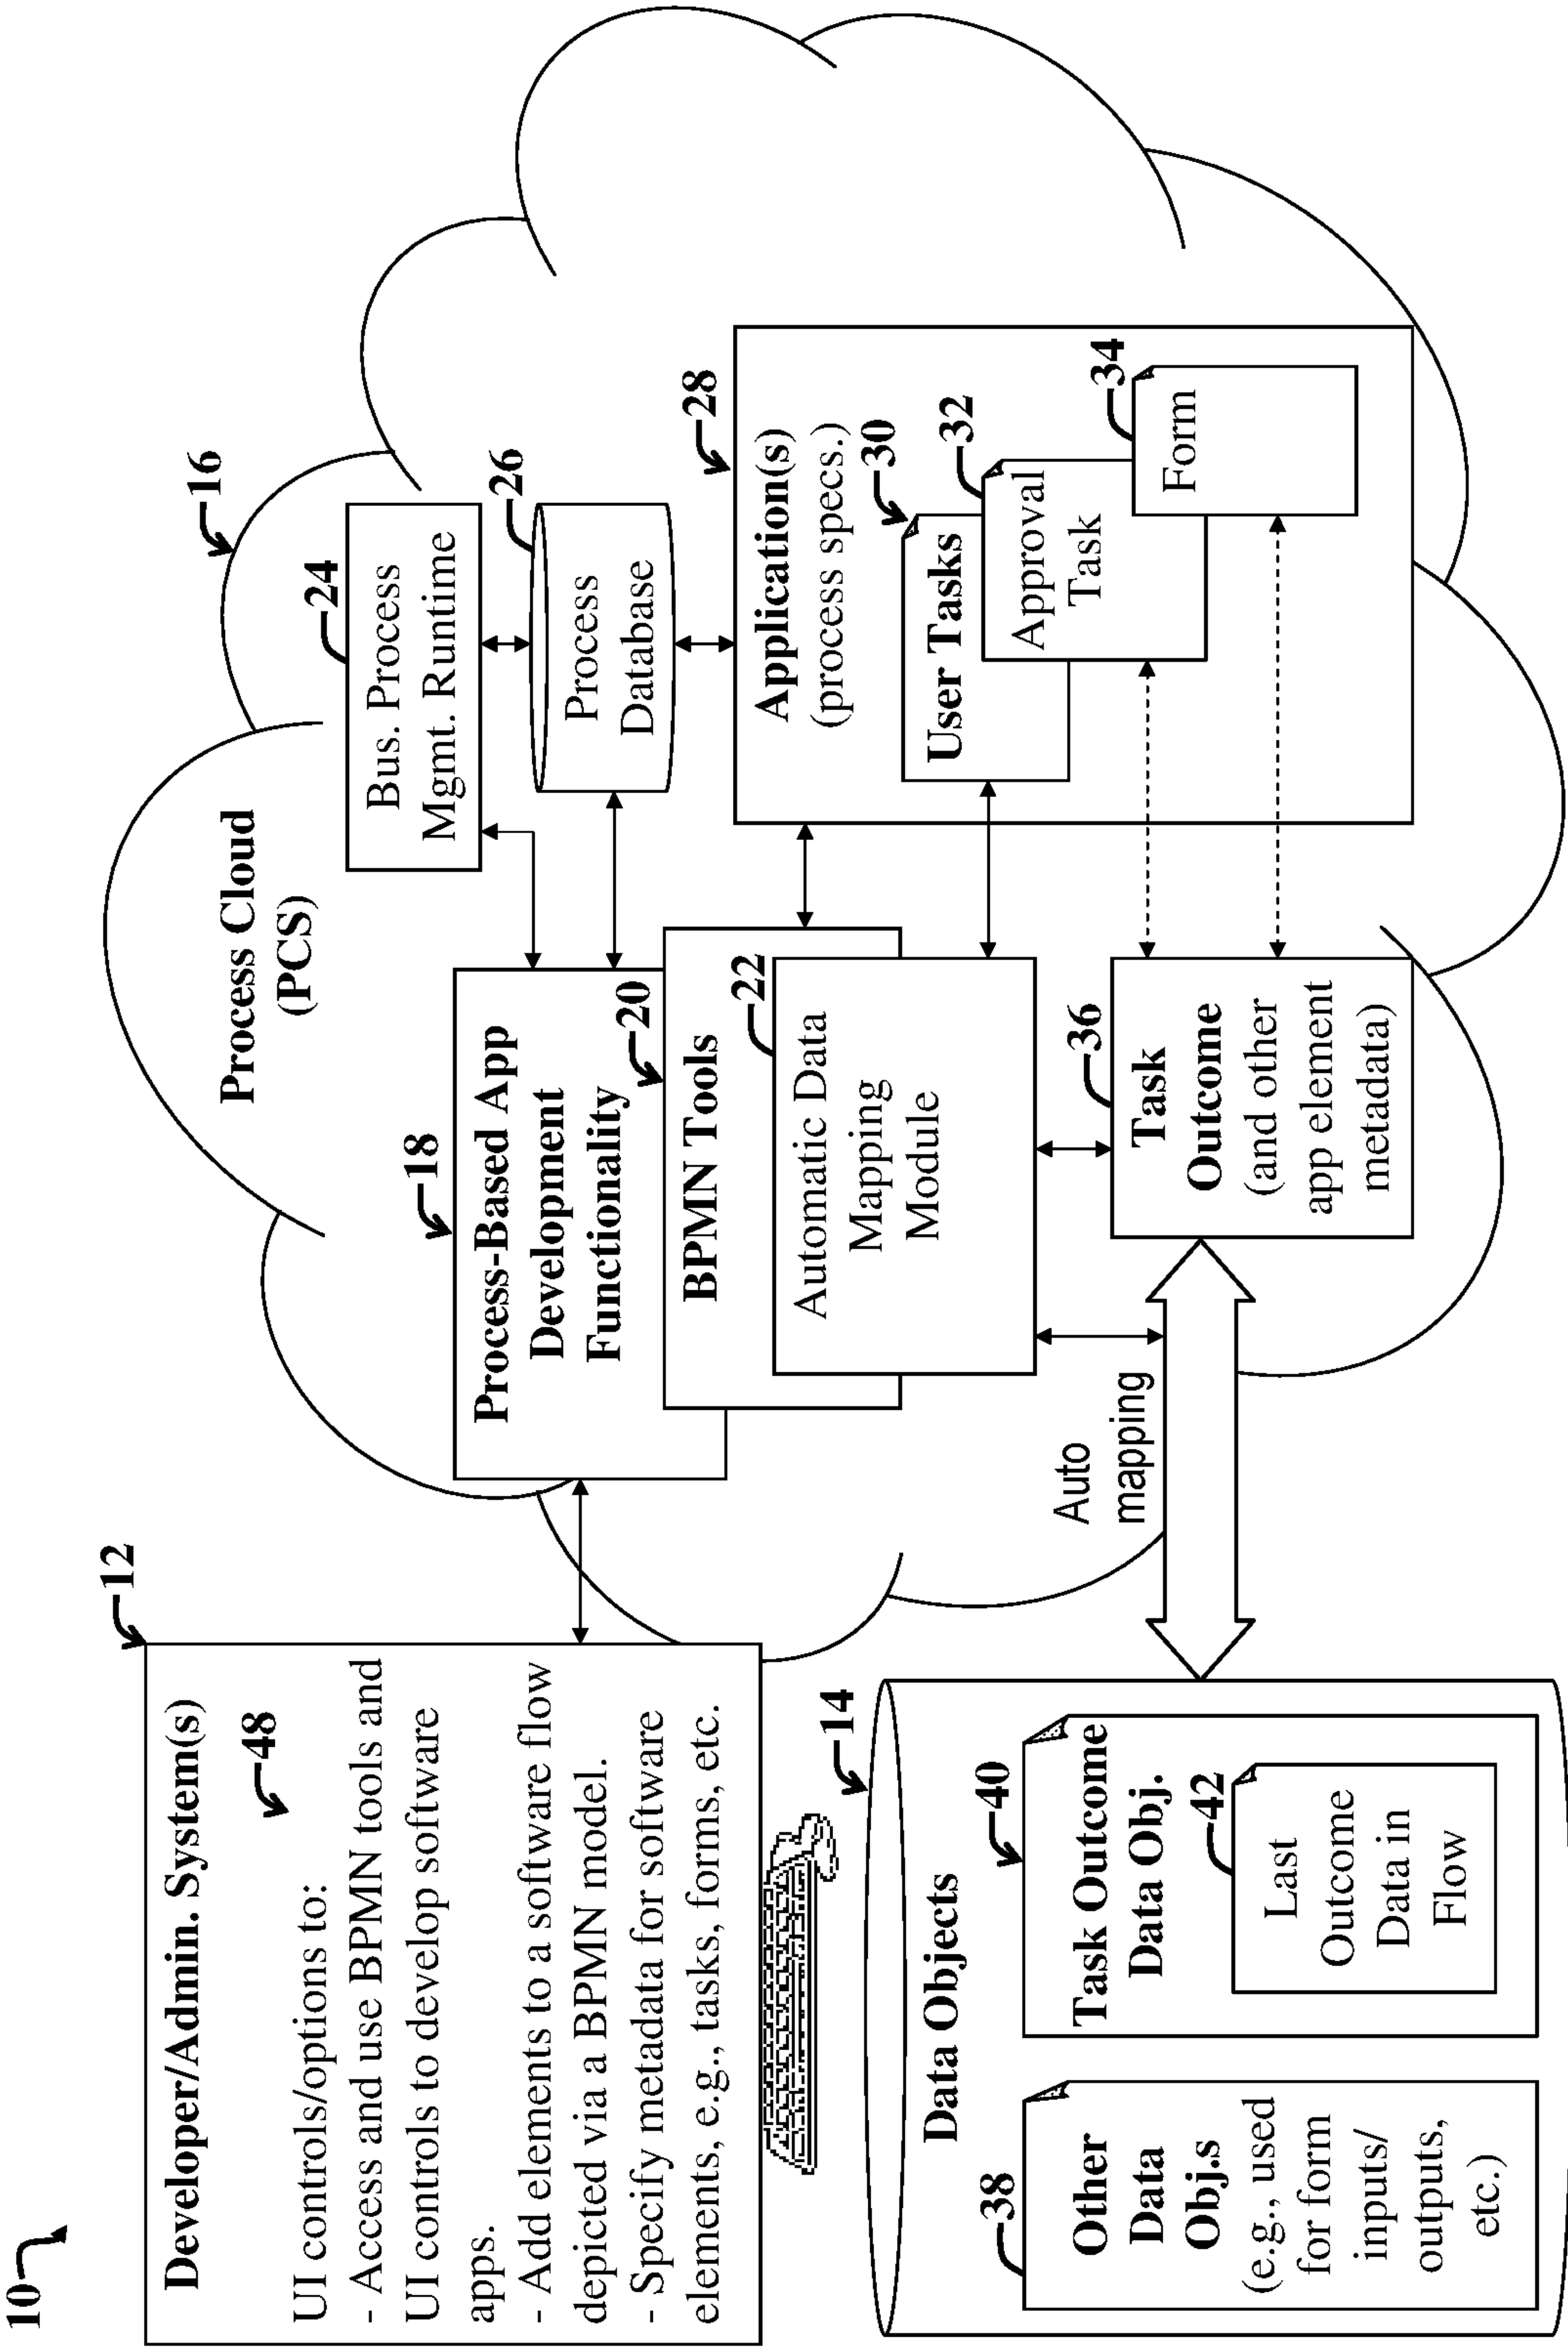 10
12
Developer/Admin. System(s)
48
UI controls/options to:
- Access and use BPMN tools and
UI controls to develop software
apps.
- Add elements to a software flow
depicted via a BPMN model.
- Specify metadata for software
elements, e.g., tasks, forms, etc.
14
Data Objects
38
Other
Data
Obj.s
(e.g., used
for form
inputs/
outputs,
etc.)
40
Task Outcome
Data Obj.
42
Last
Outcome
Data in
Flow
Auto
mapping
16
Process Cloud
(PCS)
18
Process-Based App
Development
Functionality
20
BPMN Tools
22
Automatic Data
Mapping
Module
36
Task
Outcome
(and other
app element
metadata)
24
Bus. Process
Mgmt. Runtime
26
Process
Database
28
Application(s)
(process specs.)
30
User Tasks
32
Approval
Task
34
Form